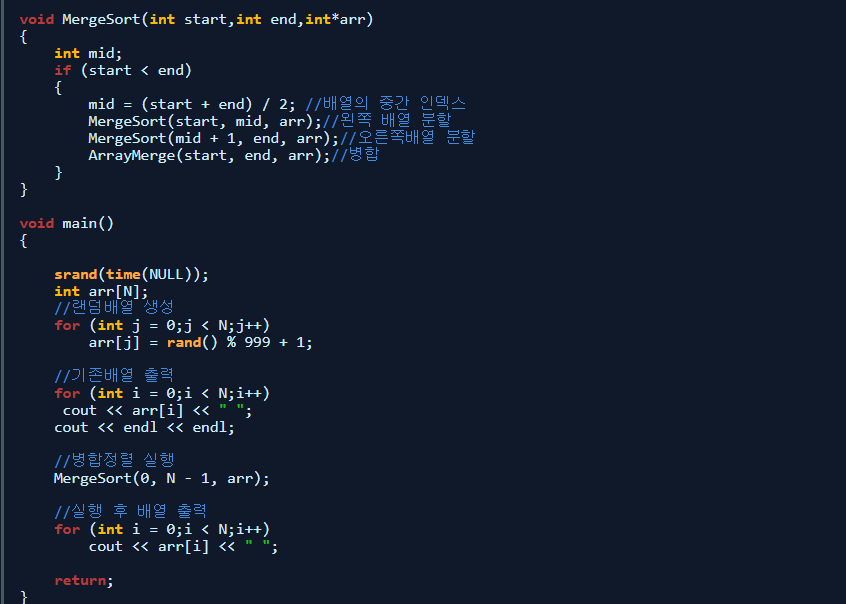 void MergeSort(int start,int end,int*arr)
{
    int mid;
    if (start < end)
    {
        mid = (start + end) / 2; //배열의 중간 인덱스
        MergeSort(start, mid, arr);//왼쪽 배열 분할
        MergeSort(mid + 1, end, arr);//오른쪽배열 분할
        ArrayMerge(start, end, arr);//병합
    }
}

void main()
{

    srand(time(NULL));
    int arr[N];
    //랜덤배열 생성
    for (int j = 0;j < N;j++)
        arr[j] = rand() % 999 + 1;

    //기존배열 출력
    for (int i = 0;i < N;i++)
     cout << arr[i] << " ";
    cout << endl << endl;

    //병합정렬 실행
    MergeSort(0, N - 1, arr);

    //실행 후 배열 출력
    for (int i = 0;i < N;i++)
        cout << arr[i] << " ";

    return;
}